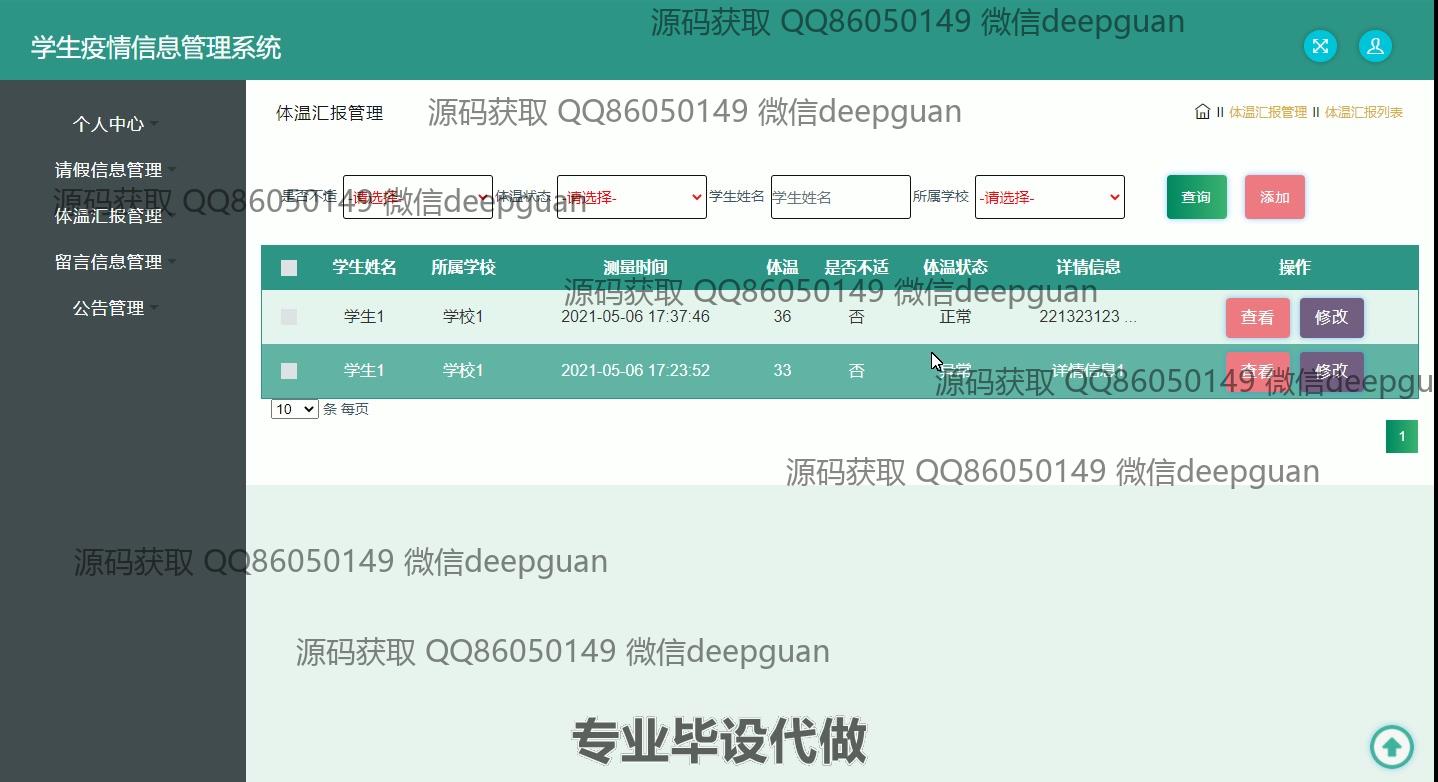 源码获取 QQ86050149 微信deepguan
学生疫情信息管理系统
个人中心
请假信息管理
体温汇报管理
留言信息管理
公告管理
体温汇报管理
源码获取 QQ86050149 微信deepguan
II 体温汇报管理 II 体温汇报列表
是否不适 -请选择- 体温状态 -请选择- 学生姓名 学生姓名 所属学校 -请选择- 查询 添加
源码获取 QQ86050149 微信deepguan
学生姓名 所属学校 测量时间 体温 是否不适 体温状态 详情信息 操作
源码获取 QQ86050149 微信deepguan
学生1 学校1 2021-05-06 17:37:46 36 否 正常 221323123 ... 查看 修改
学生1 学校1 2021-05-06 17:23:52 33 否 异常 详情信息1 查看 修改
源码获取 QQ86050149 微信deepgu
10 条 每页
1
源码获取 QQ86050149 微信deepguan
源码获取 QQ86050149 微信deepguan
源码获取 QQ86050149 微信deepguan
专业毕设代做